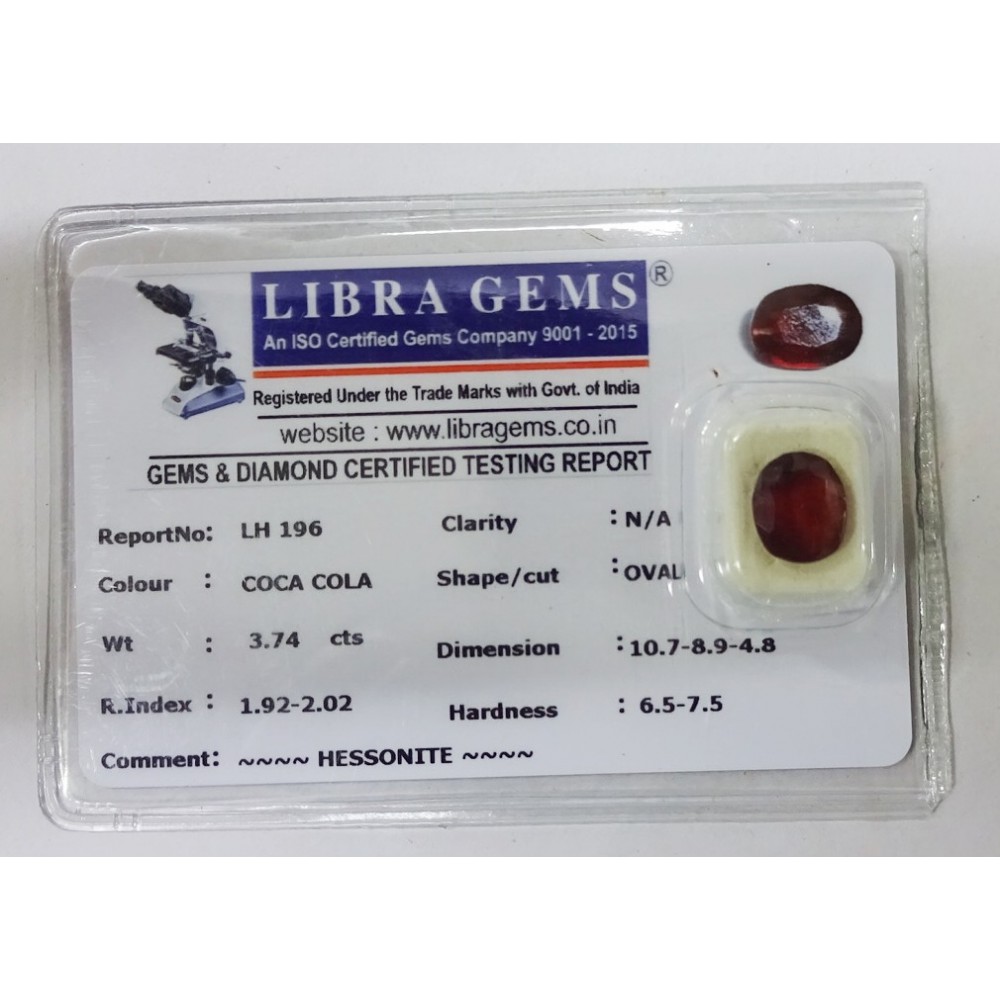 LIBRA GEMS ®
An ISO Certified Gems Company 9001 - 2015
Registered Under the Trade Marks with Govt. of India
website : www.libragems.co.in
GEMS & DIAMOND CERTIFIED TESTING REPORT
ReportNo: LH 196 Clarity : N/A
Colour : COCA COLA Shape/cut : OVAL
Wt : 3.74 cts Dimension : 10.7-8.9-4.8
R.Index : 1.92-2.02 Hardness : 6.5-7.5
Comment: ~~~~ HESSONITE ~~~~